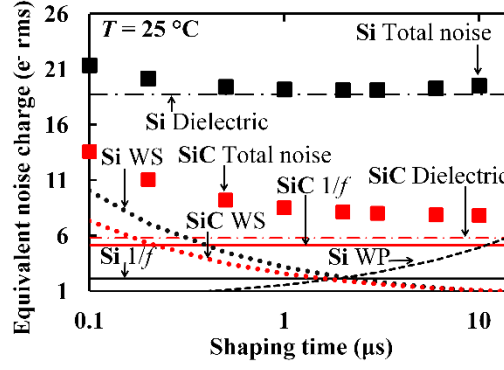 Equivalent noise charge (e⁻ rms)
26
21
16
11
6
1
T = 25 °C
Si Total noise
Si Dielectric
Si WS
SiC Total noise
SiC 1/f
SiC Dielectric
SiC WS
Si 1/f
Si WP
0.1
1
10
Shaping time (µs)